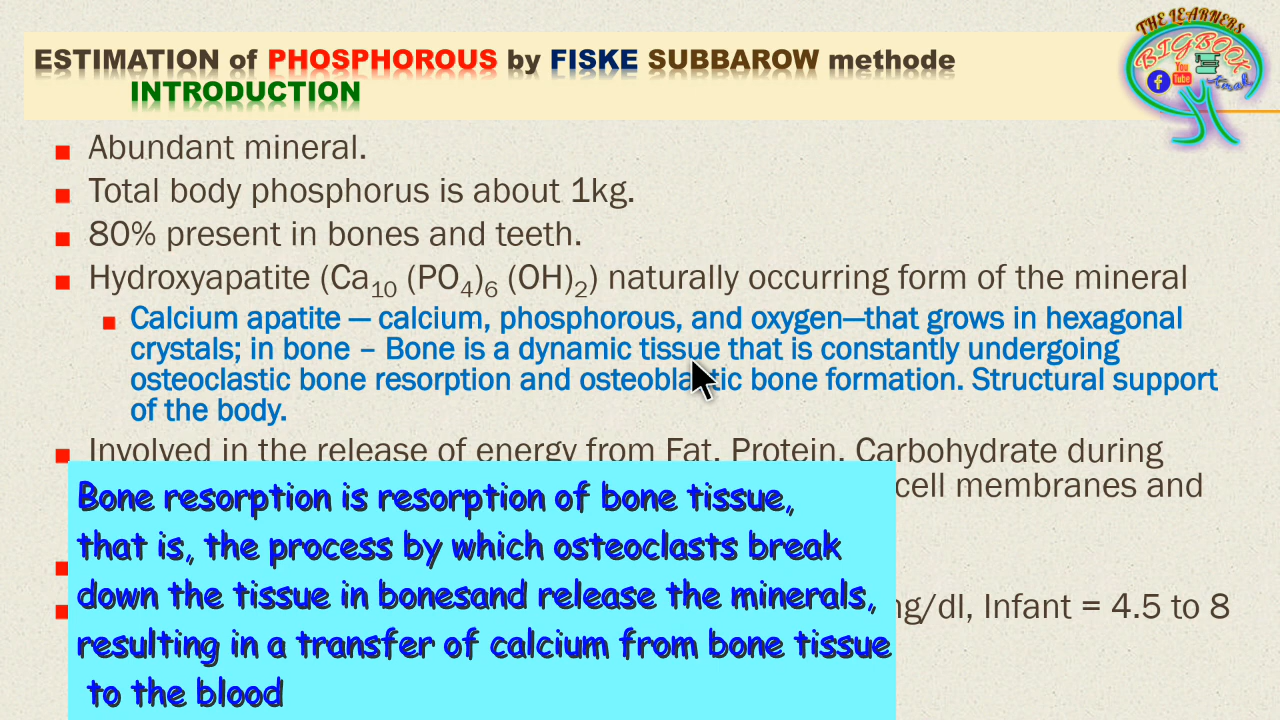 ESTIMATION of PHOSPHOROUS by FISKE SUBBAROW methode
INTRODUCTION
THE LEARNERS
BIGBOOK
You
Tube
f
Abundant mineral.
Total body phosphorus is about 1kg.
80% present in bones and teeth.
Hydroxyapatite (Ca10 (PO4)6 (OH)2) naturally occurring form of the mineral
Calcium apatite — calcium, phosphorous, and oxygen—that grows in hexagonal
crystals; in bone – Bone is a dynamic tissue that is constantly undergoing
osteoclastic bone resorption and osteoblastic bone formation. Structural support
of the body.
Involved in the release of energy from Fat, Protein, Carbohydrate during
cell membranes and
/dl, Infant = 4.5 to 8
Bone resorption is resorption of bone tissue,
that is, the process by which osteoclasts break
down the tissue in bonesand release the minerals,
resulting in a transfer of calcium from bone tissue
to the blood